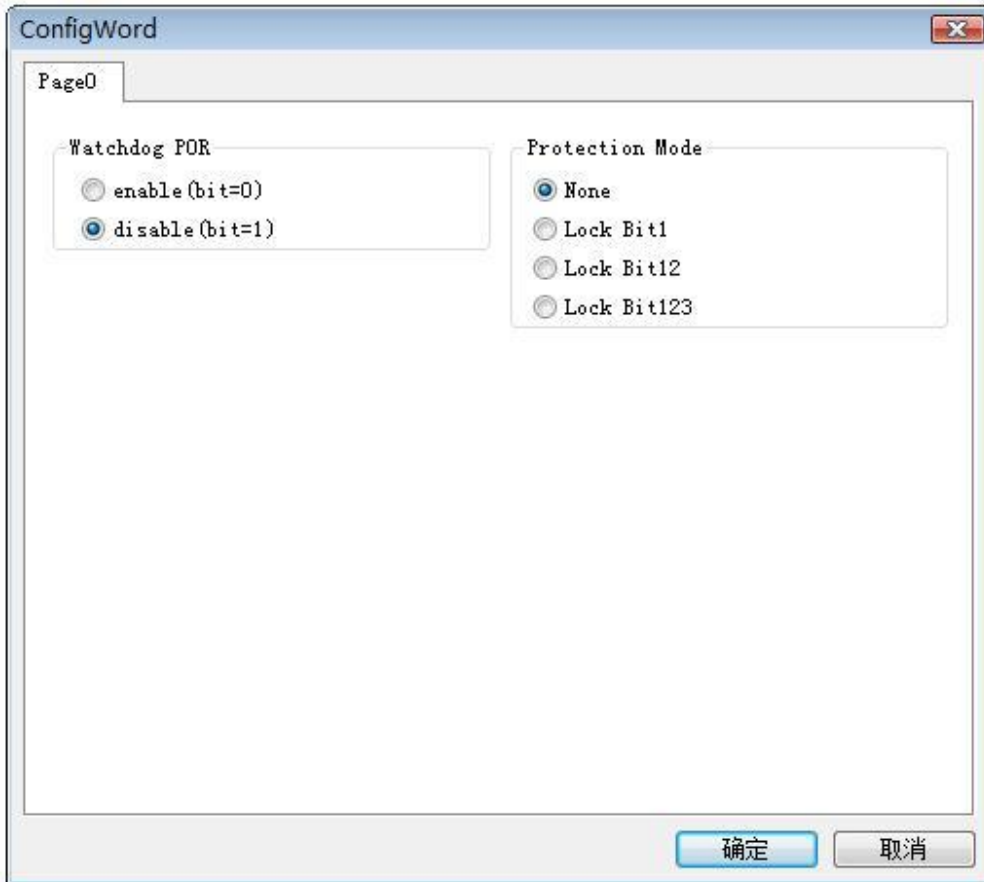 ConfigWord
Page0
Watchdog POR
enable(bit=0)
disable(bit=1)
Protection Mode
None
Lock Bit1
Lock Bit12
Lock Bit123
确定
取消